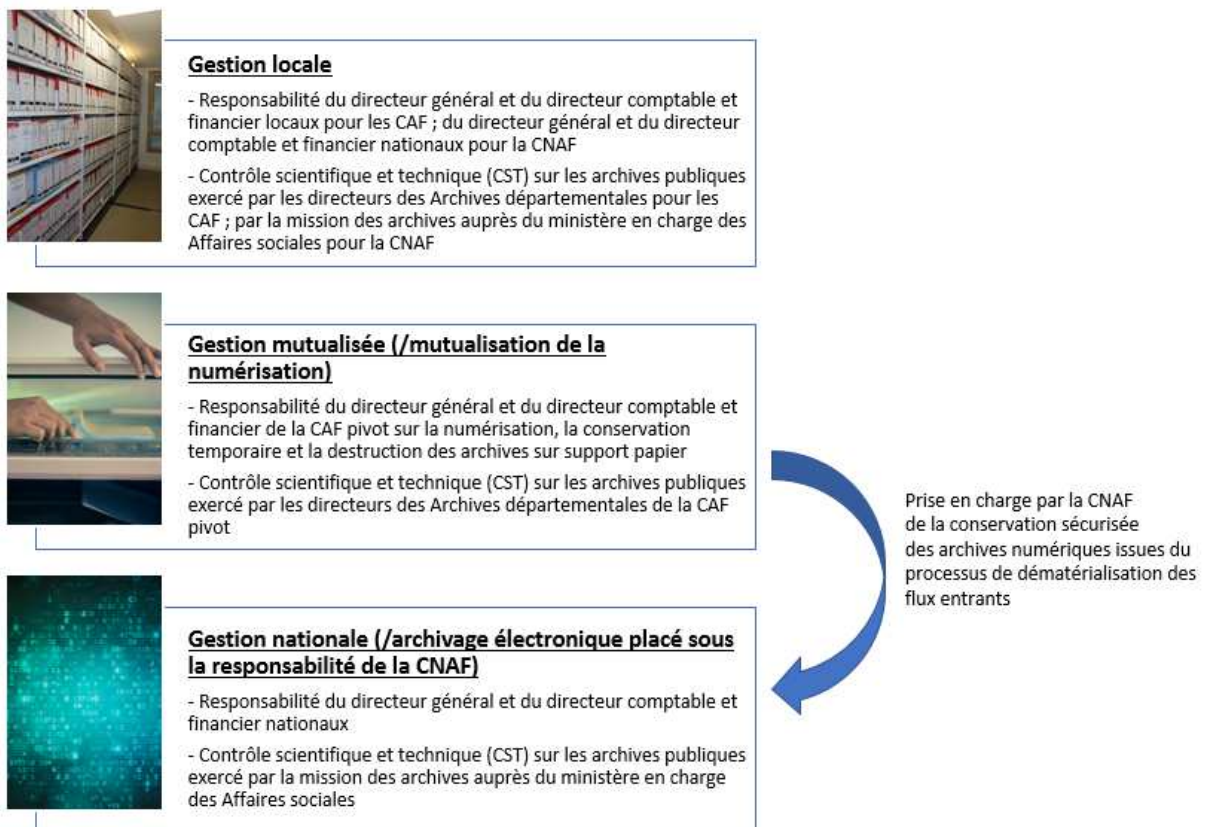 Gestion locale
- Responsabilité du directeur général et du directeur comptable et
financier locaux pour les CAF ; du directeur général et du directeur
comptable et financier nationaux pour la CNAF
- Contrôle scientifique et technique (CST) sur les archives publiques
exercé par les directeurs des Archives départementales pour les
CAF ; par la mission des archives auprès du ministère en charge des
Affaires sociales pour la CNAF
Gestion mutualisée (/mutualisation de la
numérisation)
- Responsabilité du directeur général et du directeur comptable et
financier de la CAF pivot sur la numérisation, la conservation
temporaire et la destruction des archives sur support papier
- Contrôle scientifique et technique (CST) sur les archives publiques
exercé par les directeurs des Archives départementales de la CAF
pivot
Prise en charge par la CNAF
de la conservation sécurisée
des archives numériques issues du
processus de dématérialisation des
flux entrants
Gestion nationale (/archivage électronique placé sous
la responsabilité de la CNAF)
- Responsabilité du directeur général et du directeur comptable et
financier nationaux
- Contrôle scientifique et technique (CST) sur les archives publiques
exercé par la mission des archives auprès du ministère en charge
des Affaires sociales